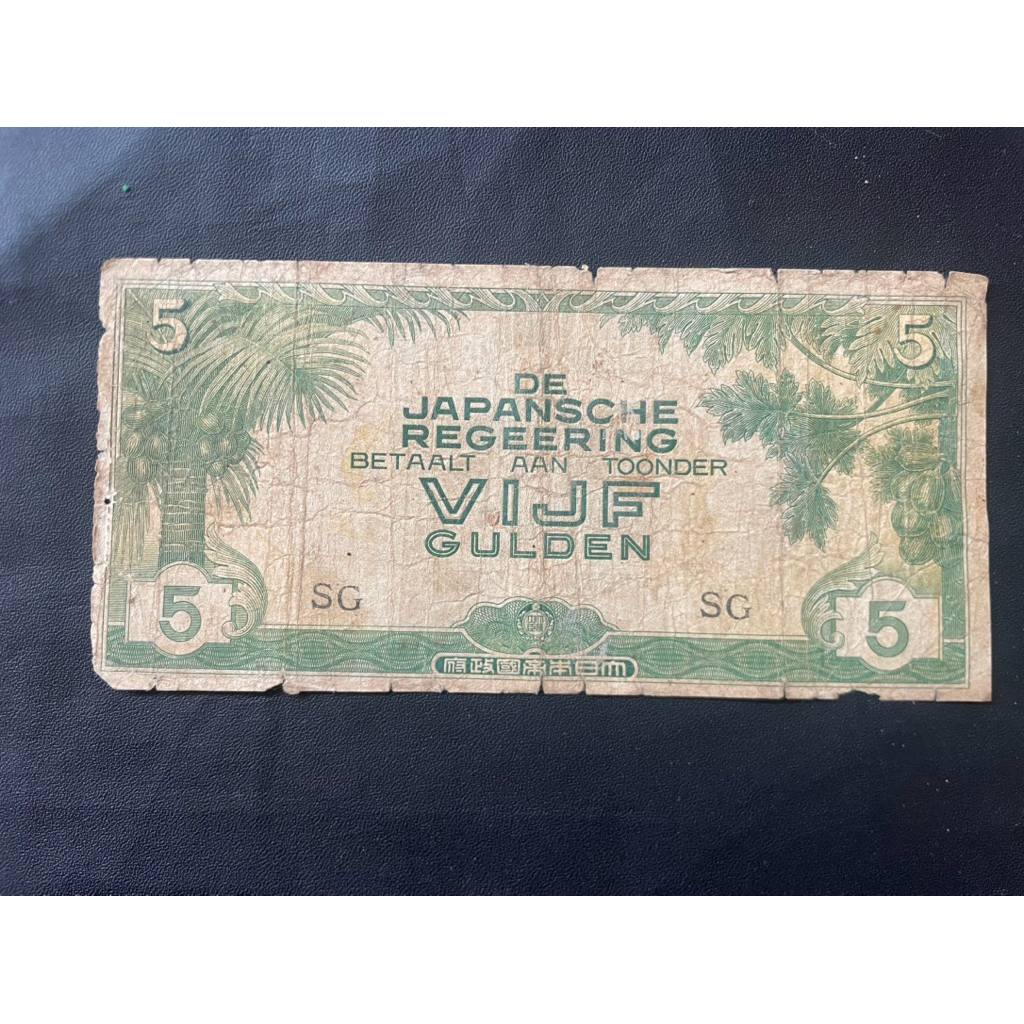 5 5
DE
JAPANSCHE
REGEERING
BETAALT AAN TOONDER
VIJF
GULDEN
SG SG
5 5
府政國帝本日大